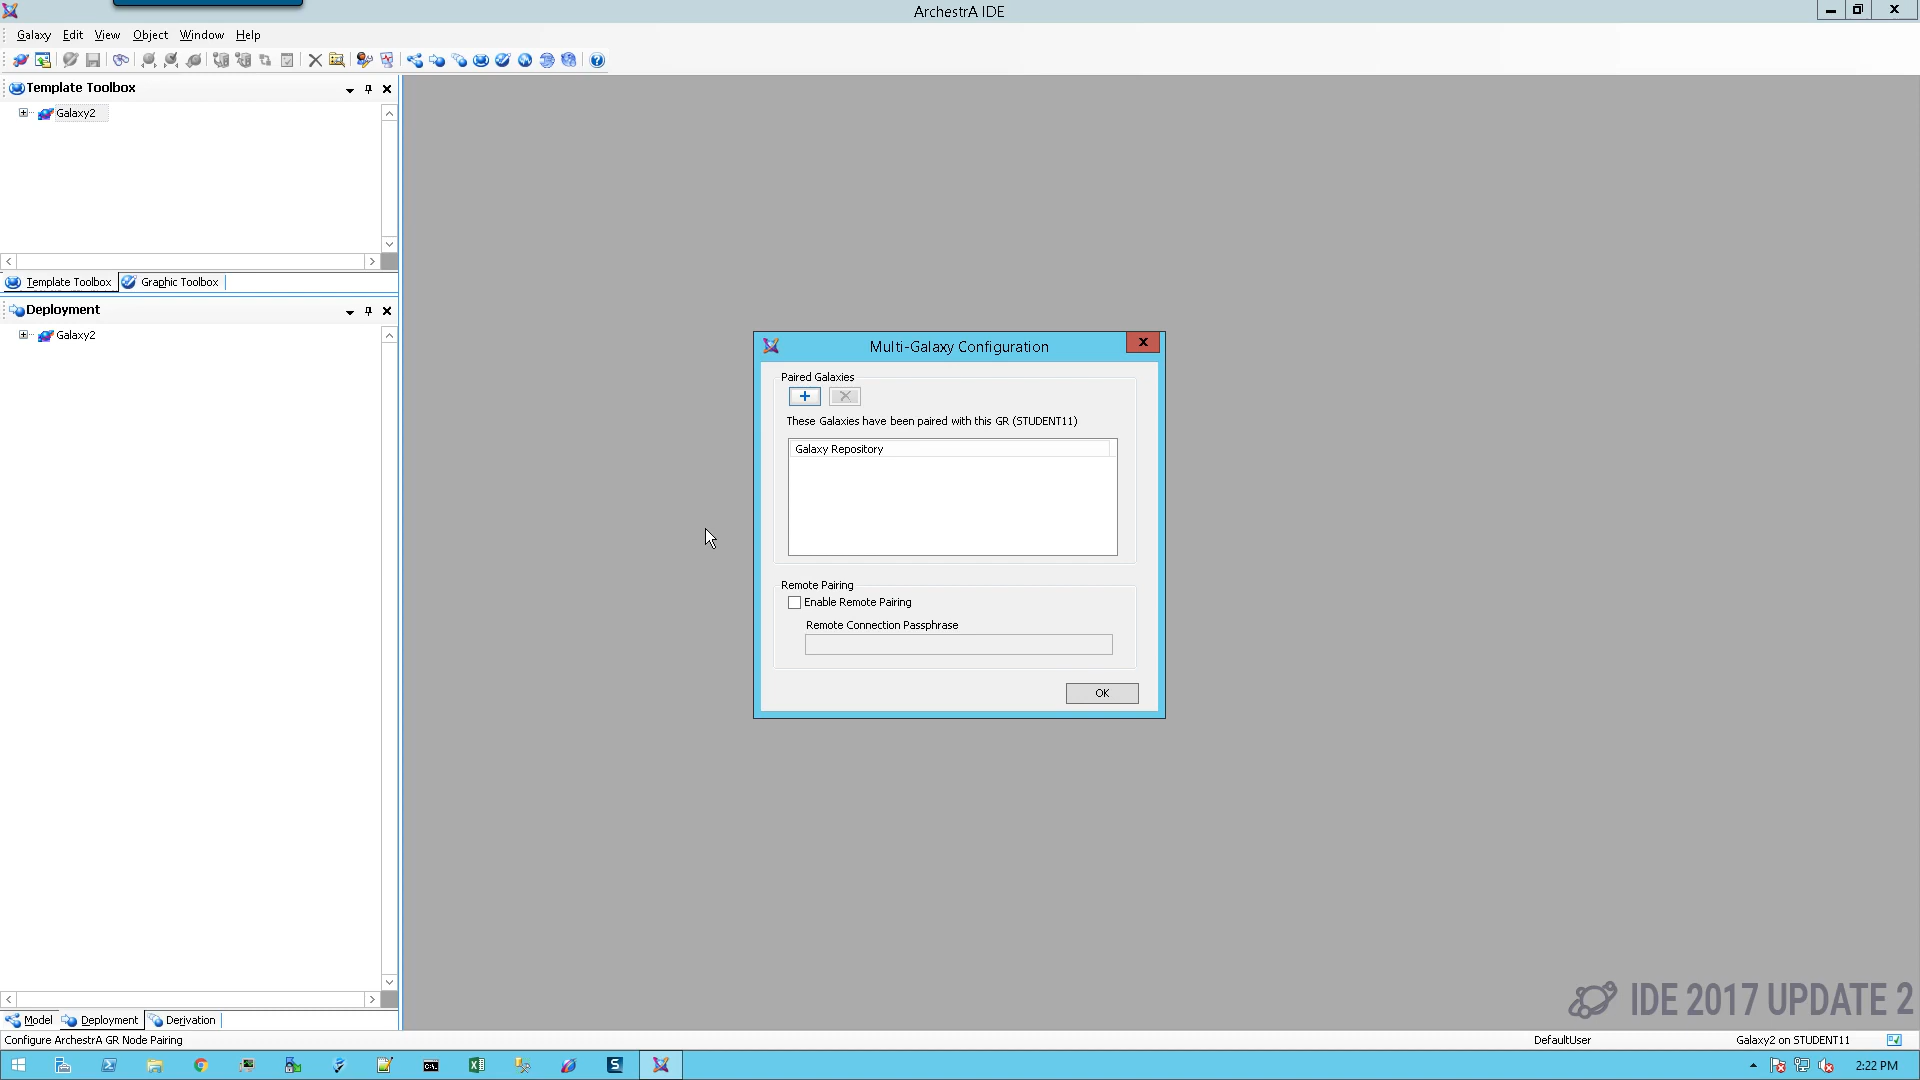 ArchestrA IDE
Galaxy Edit View Object Window Help
Template Toolbox
Galaxy2
Template Toolbox Graphic Toolbox
Deployment
Galaxy2
Multi-Galaxy Configuration
Paired Galaxies
These Galaxies have been paired with this GR (STUDENT11)
Galaxy Repository
Remote Pairing
Enable Remote Pairing
Remote Connection Passphrase
OK
IDE 2017 UPDATE 2
Model Deployment Derivation
Configure ArchestrA GR Node Pairing DefaultUser Galaxy2 on STUDENT11
2:22 PM